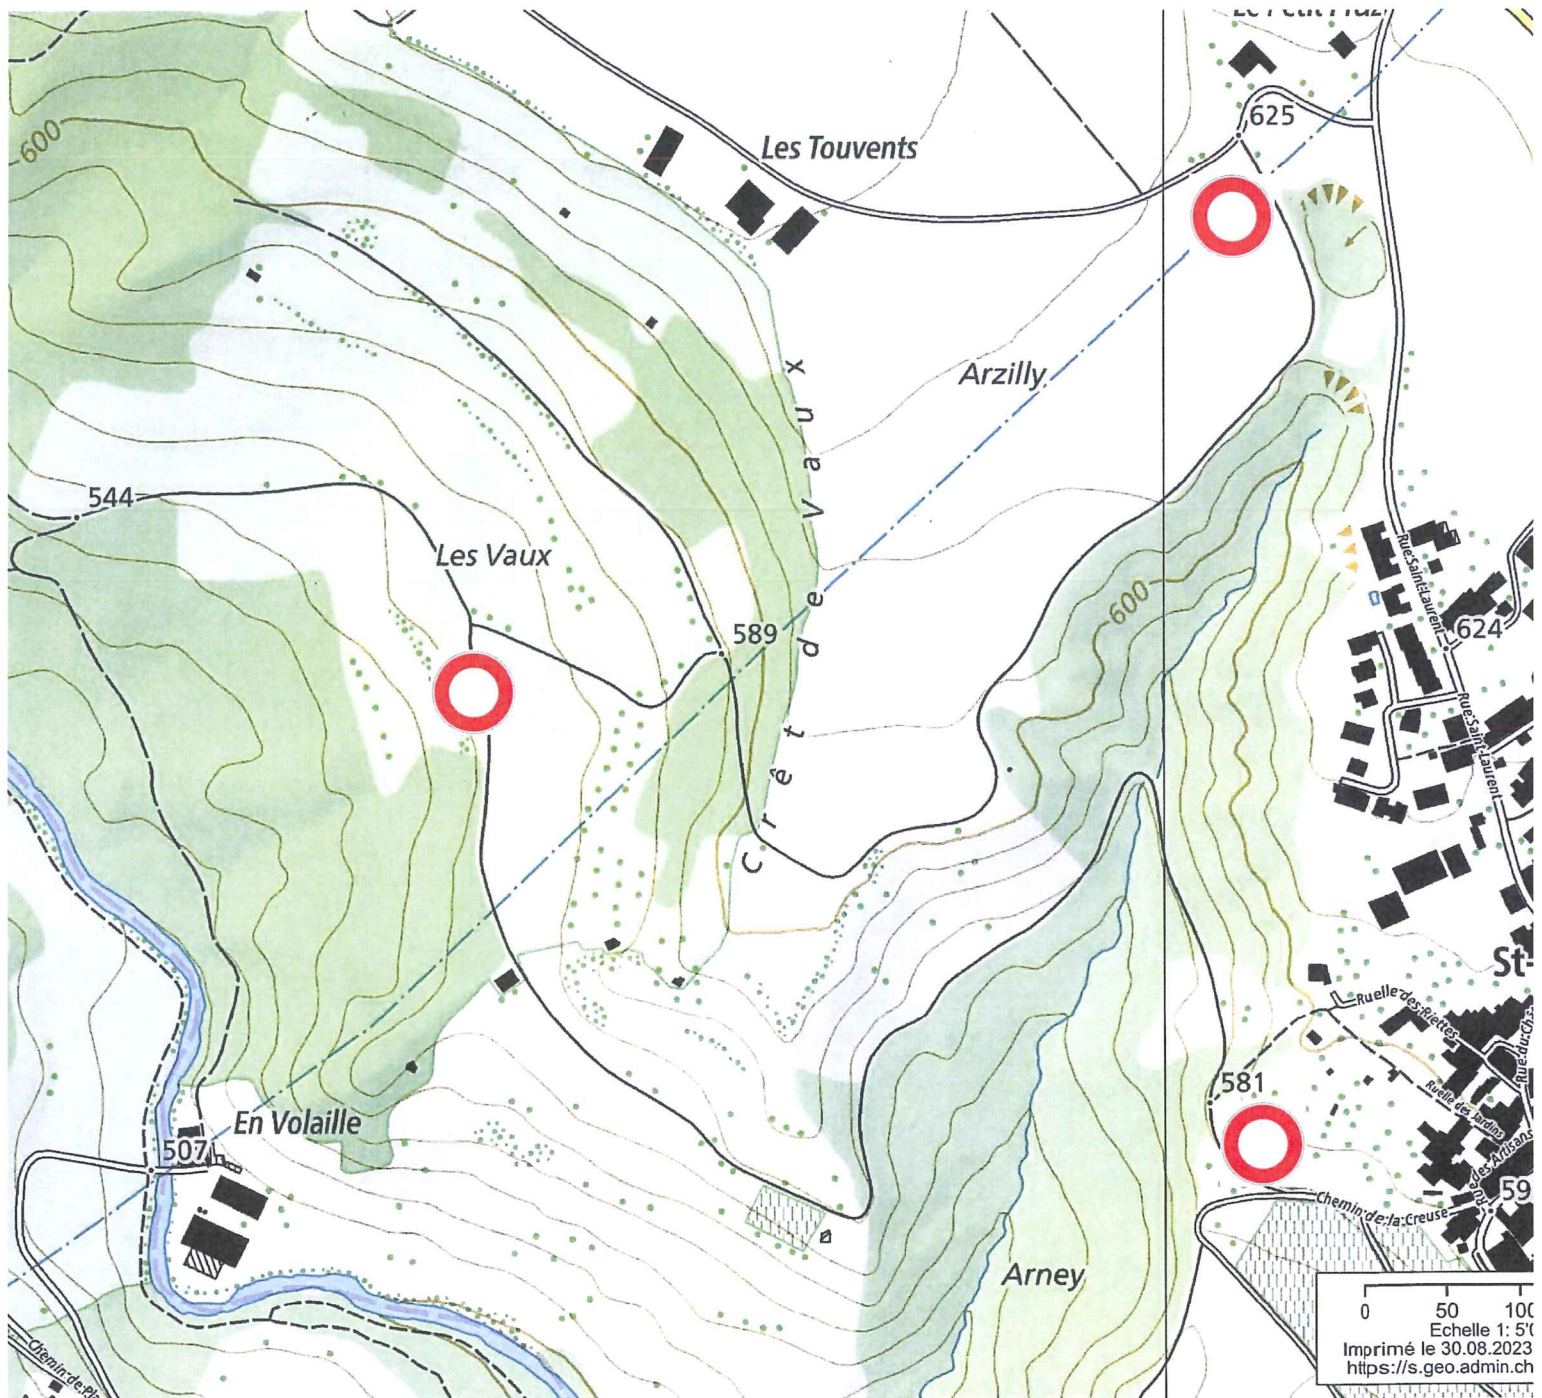 625
Les Touvents
600
Arzilly
544
Les Vaux
Crêt de Vaux
589
600
Rue Saint-Laurent
624
Rue Saint-Laurent
St-
Ruelle des Riettes
581
Ruelle des Jardins
Rue des Artisans
En Volaille
507
59
Chemin de la Creuse
Arney
0 50 100
Echelle 1: 5'0
Imprimé le 30.08.2023
https://s.geo.admin.ch